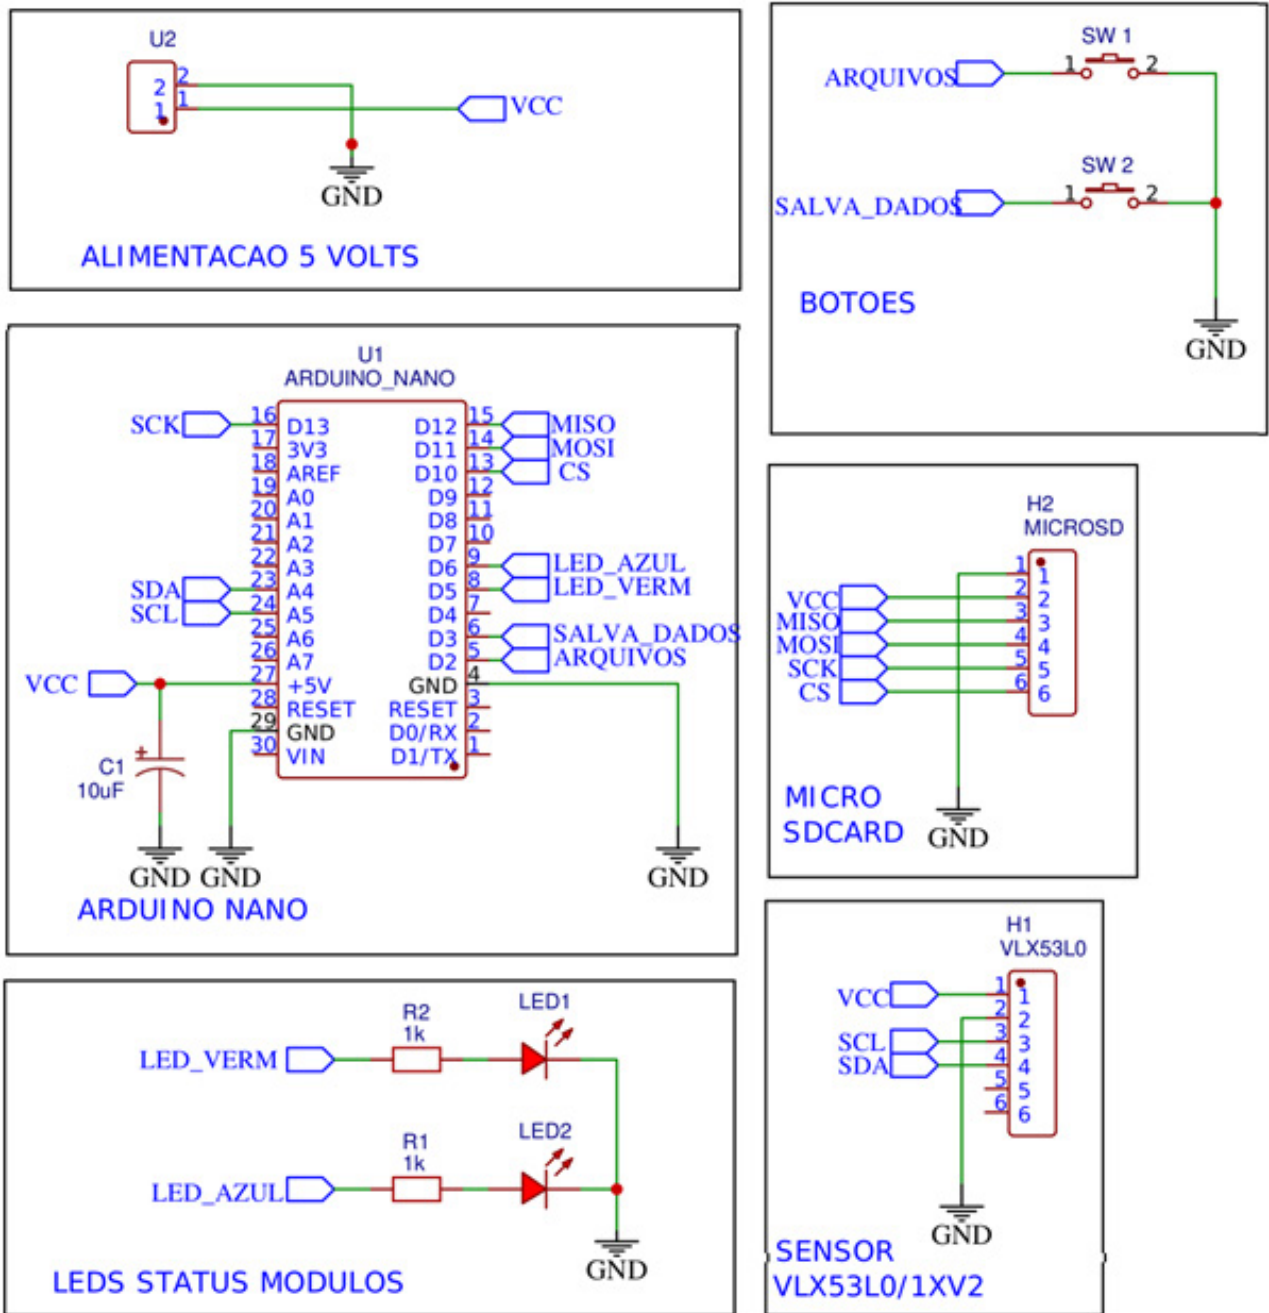 U2
2 2
1 1
VCC
GND
ALIMENTACAO 5 VOLTS
SW 1
ARQUIVOS 1 2
SW 2
SALVA_DADOS 1 2
BOTOES
GND
U1
ARDUINO_NANO
SCK 16 D13 D12 15 MISO
17 3V3 D11 14 MOSI
18 AREF D10 13 CS
19 A0 D9 12
20 A1 D8 11
21 A2 D7 10
22 A3 D6 9 LED_AZUL
SDA 23 A4 D5 8 LED_VERM
SCL 24 A5 D4 7
25 A6 D3 6 SALVA_DADOS
26 A7 D2 5 ARQUIVOS
VCC 27 +5V GND 4
28 RESET RESET 3
29 GND D0/RX 2
30 VIN D1/TX 1
+
C1
10uF
GND GND GND
ARDUINO NANO
H2
MICROSD
1 1
VCC 2 2
MISO 3 3
MOSI 4 4
SCK 5 5
CS 6 6
MICRO
SDCARD
GND
LED_VERM
R2
1k
LED1
LED_AZUL
R1
1k
LED2
GND
LEDS STATUS MODULOS
H1
VLX53L0
VCC 1 1
2 2
SCL 3 3
SDA 4 4
5 5
6 6
GND
SENSOR
VLX53L0/1XV2